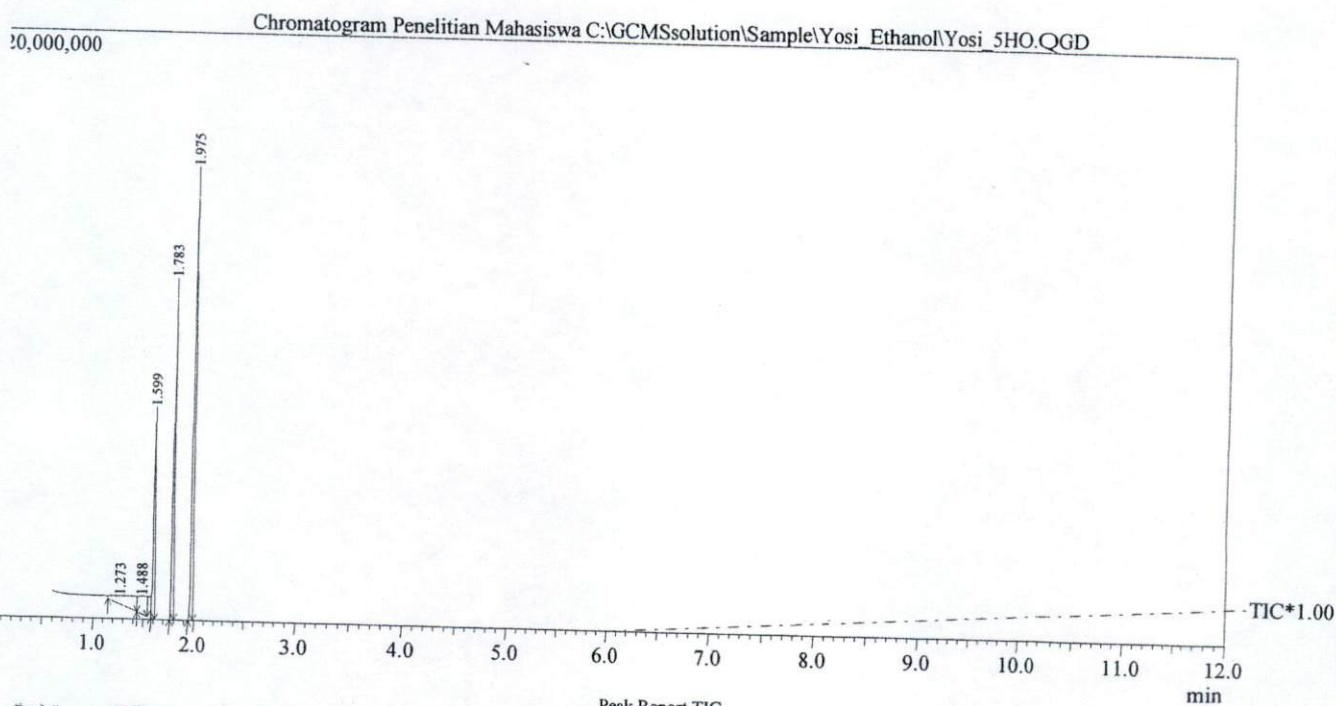 Chromatogram Penelitian Mahasiswa C:\GCMSsolution\Sample\Yosi_Ethanol\Yosi_5HO.QGD
20,000,000
1.975
1.783
1.599
1.273
1.488
TIC*1.00
1.0 2.0 3.0 4.0 5.0 6.0 7.0 8.0 9.0 10.0 11.0 12.0
min
Peak Report TIC